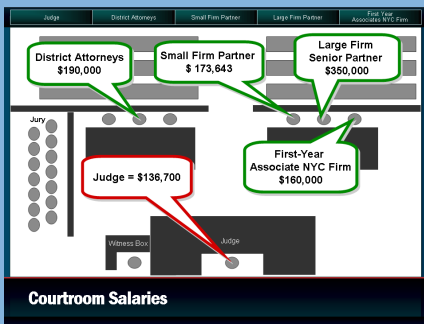 Judge
District Attorneys
Small Firm Partner
Large Firm Partner
First Year
Associates NYC Firm
District Attorneys
$190,000
Small Firm Partner
$ 173,643
Large Firm
Senior Partner
$350,000
Jury
First-Year
Associate NYC Firm
$160,000
Judge = $136,700
Witness Box
Judge
Courtroom Salaries